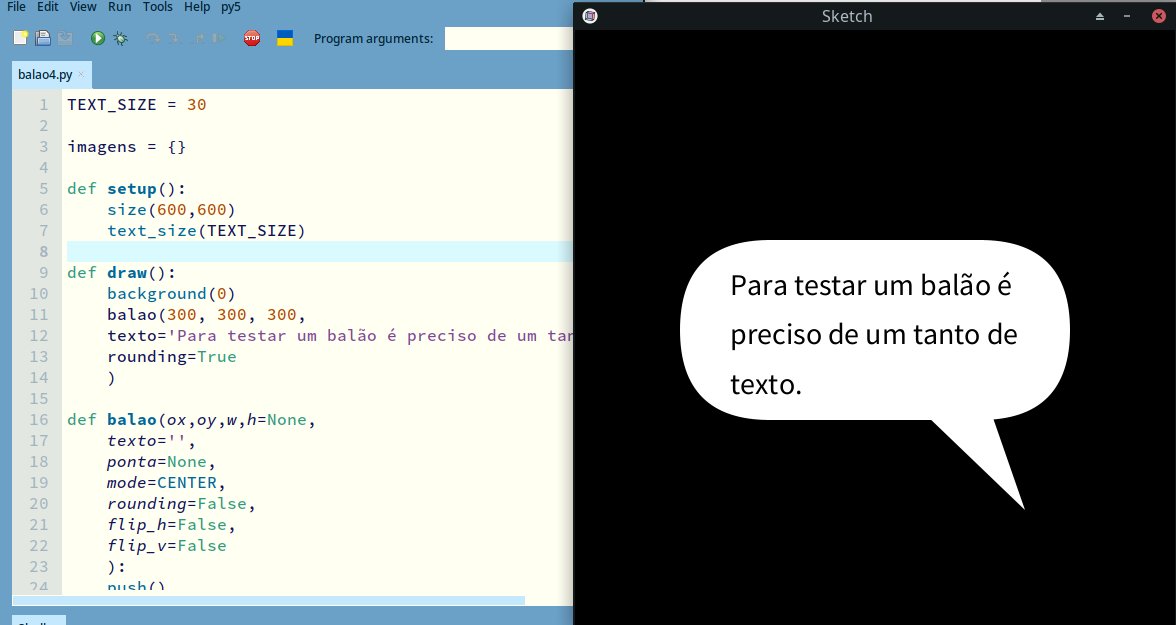 File Edit View Run Tools Help py5
STOP Program arguments:
balao4.py
1 TEXT_SIZE = 30
2
3 imagens = {}
4
5 def setup():
6 size(600,600)
7 text_size(TEXT_SIZE)
8
9 def draw():
10 background(0)
11 balao(300, 300, 300,
12 texto='Para testar um balão é preciso de um tan
13 rounding=True
14 )
15
16 def balao(ox,oy,w,h=None,
17 texto='',
18 ponta=None,
19 mode=CENTER,
20 rounding=False,
21 flip_h=False,
22 flip_v=False
23 ):
24 push()
Sketch
Para testar um balão é
preciso de um tanto de
texto.